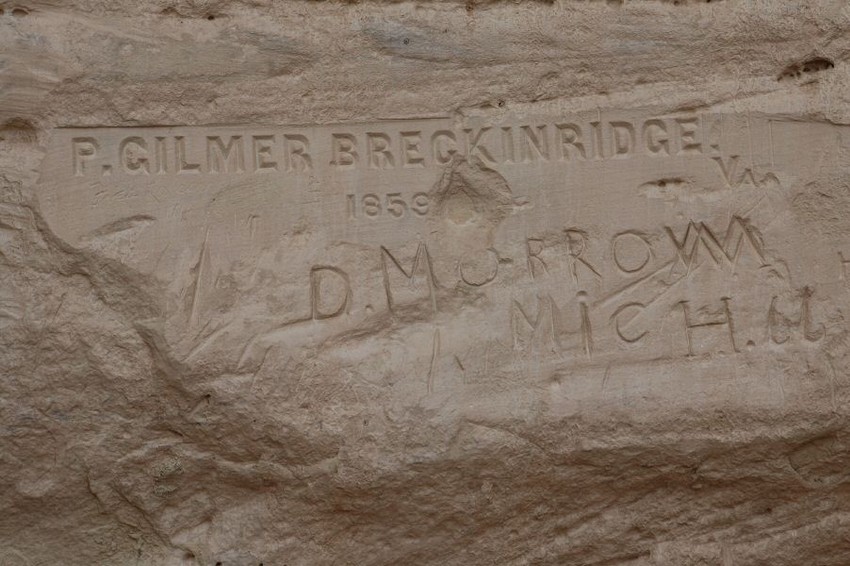 P. GILMER BRECKINRIDGE.
Va.
1859
D. MORROW
MICH.